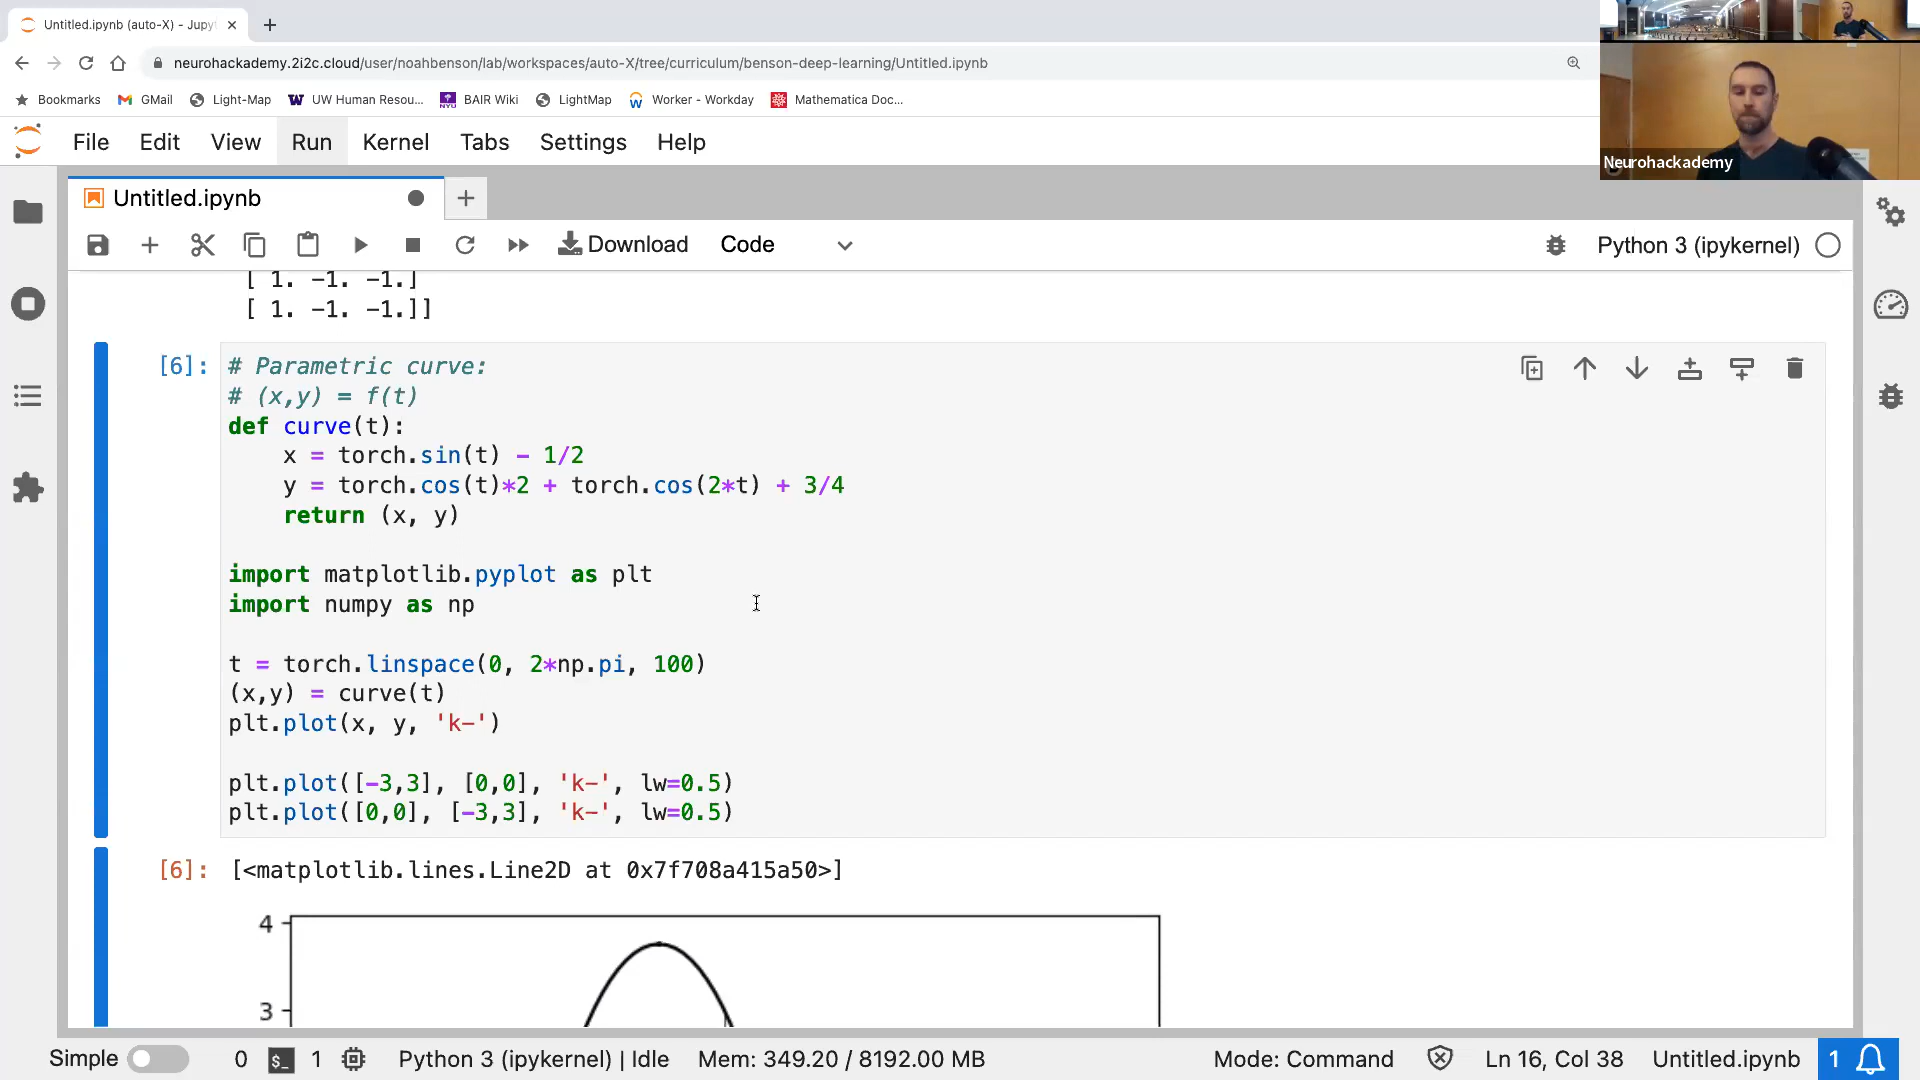 Untitled.ipynb (auto-X) - Jupyt
neurohackademy.2i2c.cloud/user/noahbenson/lab/workspaces/auto-X/tree/curriculum/benson-deep-learning/Untitled.ipynb
Bookmarks GMail Light-Map UW Human Resou... BAIR Wiki LightMap Worker - Workday Mathematica Doc...
Neurohackademy
File Edit View Run Kernel Tabs Settings Help
Untitled.ipynb
Download Code Python 3 (ipykernel)
[ 1. -1. -1.]
[ 1. -1. -1.]]
[6]: # Parametric curve:
# (x,y) = f(t)
def curve(t):
x = torch.sin(t) - 1/2
y = torch.cos(t)*2 + torch.cos(2*t) + 3/4
return (x, y)
import matplotlib.pyplot as plt
import numpy as np
t = torch.linspace(0, 2*np.pi, 100)
(x,y) = curve(t)
plt.plot(x, y, 'k-')
plt.plot([-3,3], [0,0], 'k-', lw=0.5)
plt.plot([0,0], [-3,3], 'k-', lw=0.5)
[6]: [<matplotlib.lines.Line2D at 0x7f708a415a50>]
4
3
Simple 0 $_ 1 Python 3 (ipykernel) | Idle Mem: 349.20 / 8192.00 MB Mode: Command Ln 16, Col 38 Untitled.ipynb 1